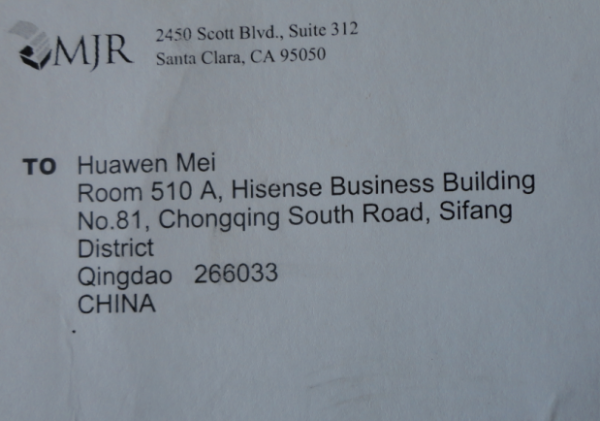 MJR
2450 Scott Blvd., Suite 312
Santa Clara, CA 95050
TO Huawen Mei
Room 510 A, Hisense Business Building
No.81, Chongqing South Road, Sifang
District
Qingdao 266033
CHINA